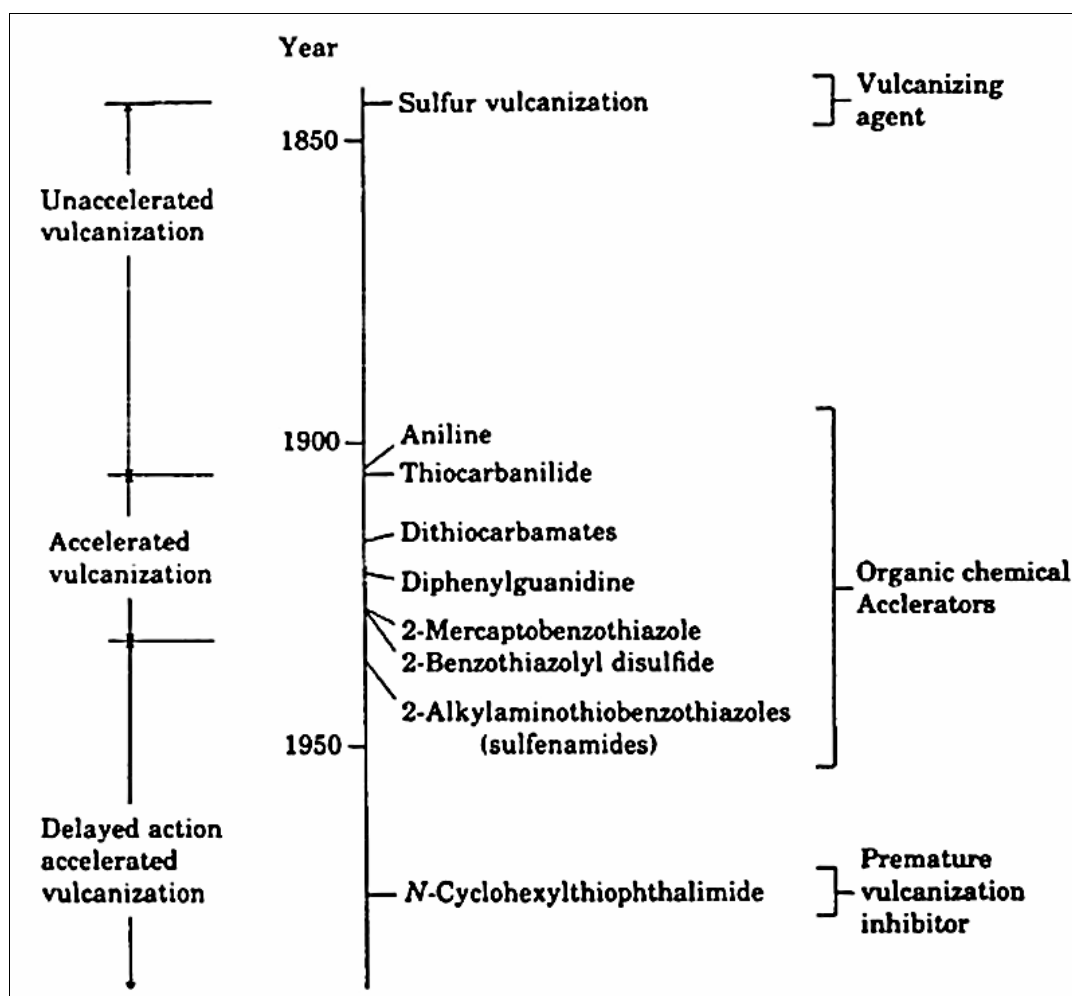 Year
Sulfur vulcanization
Vulcanizing
agent
1850
Unaccelerated
vulcanization
1900
Aniline
Thiocarbanilide
Accelerated
vulcanization
Dithiocarbamates
Diphenylguanidine
Organic chemical
Acclerators
2-Mercaptobenzothiazole
2-Benzothiazolyl disulfide
2-Alkylaminothiobenzothiazoles
(sulfenamides)
1950
Delayed action
accelerated
vulcanization
N-Cyclohexylthiophthalimide
Premature
vulcanization
inhibitor